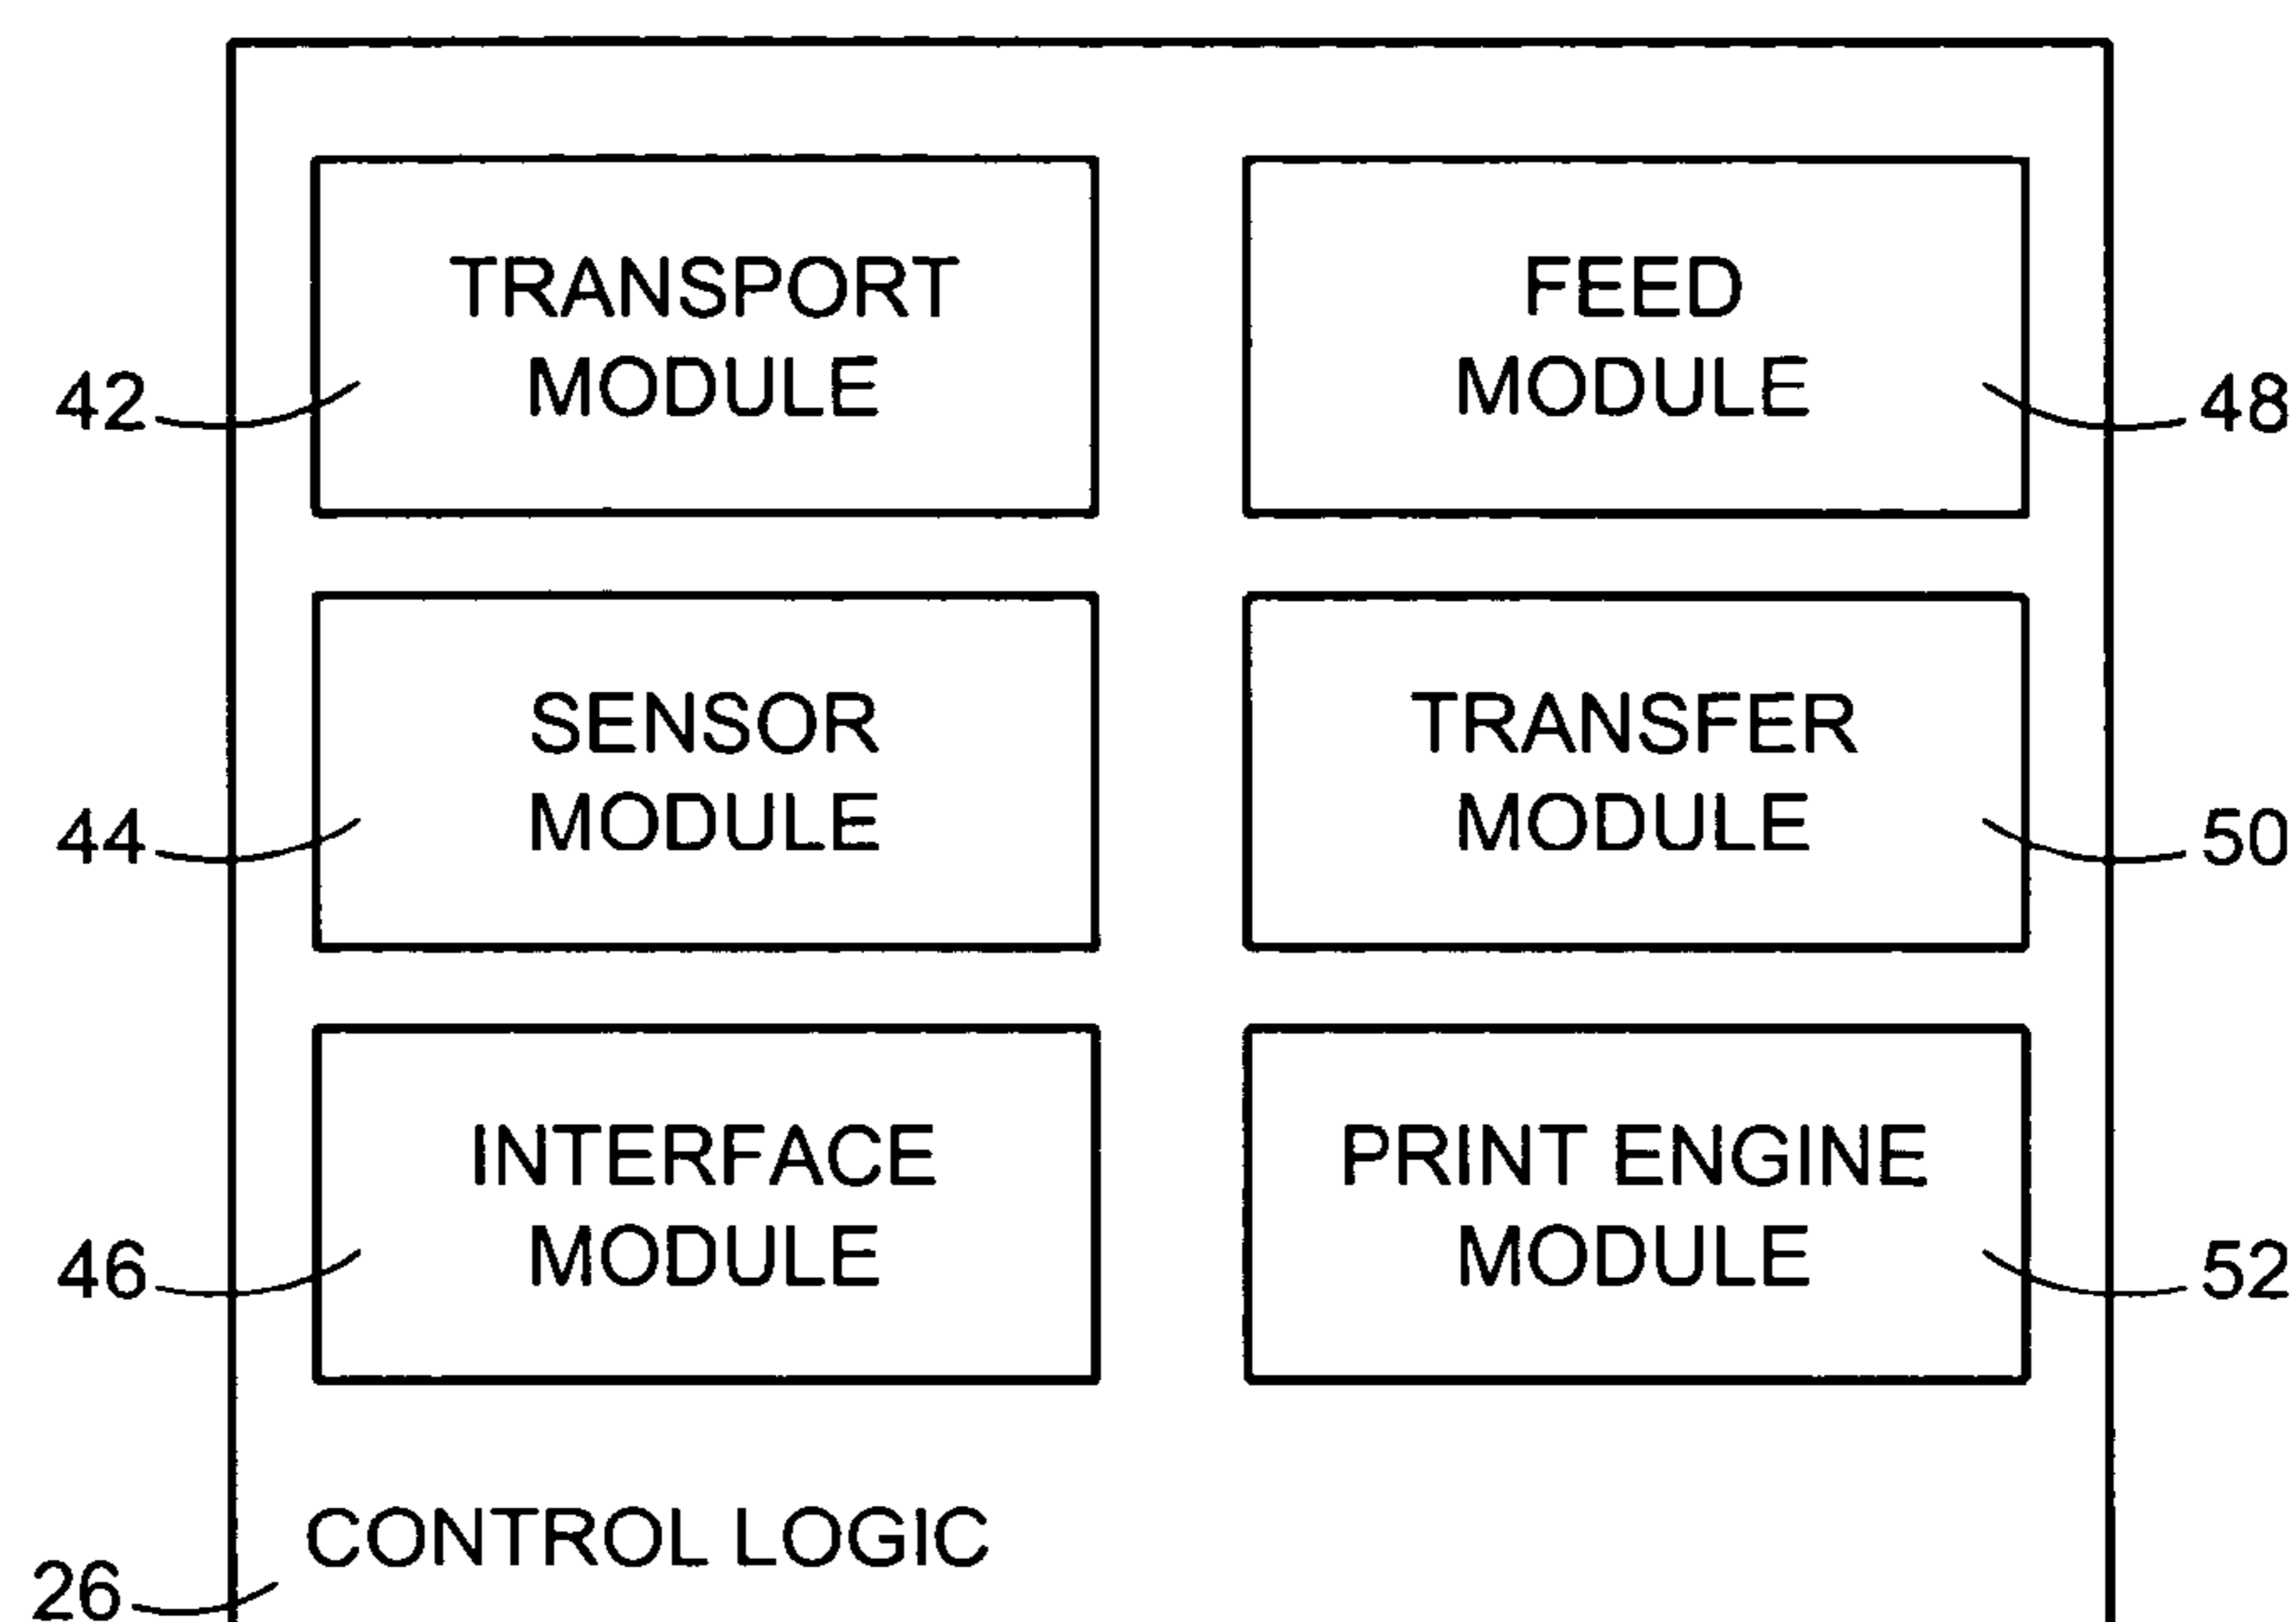 TRANSPORT
MODULE
42
FEED
MODULE
48
SENSOR
MODULE
44
TRANSFER
MODULE
50
INTERFACE
MODULE
46
PRINT ENGINE
MODULE
52
CONTROL LOGIC
26